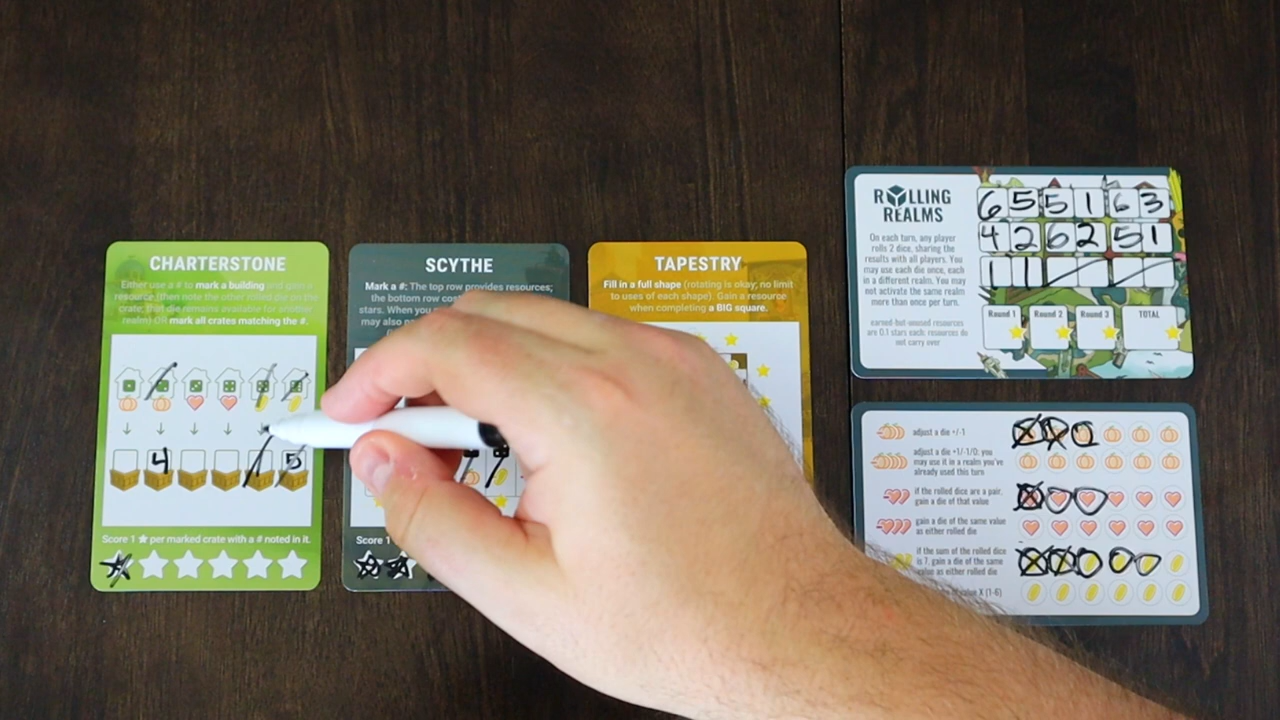 CHARTERSTONE
Either use a # to mark a building and gain a
resource (then note the other rolled die on the
crate; that die remains available for another
realm) OR mark all crates matching the #.
4
5
Score 1 ★ per marked crate with a # noted in it.
SCYTHE
Mark a #: The top row provides resources;
the bottom row cost
stars. When you
may also pa
Score 1
TAPESTRY
Fill in a full shape (rotating is okay; no limit
to uses of each shape). Gain a resource
when completing a BIG square.
ROLLING
REALMS
On each turn, any player
rolls 2 dice, sharing the
results with all players. You
may use each die once, each
in a different realm. You may
not activate the same realm
more than once per turn.
earned-but-unused resources
are 0.1 stars each; resources do
not carry over
6 5 5 1 6 3
4 2 6 2 5 1
1 1
Round 1 Round 2 Round 3 TOTAL
adjust a die +/-1
adjust a die +1/-1/0; you
may use it in a realm you've
already used this turn
if the rolled dice are a pair,
gain a die of that value
gain a die of the same value
as either rolled die
if the sum of the rolled dice
is 7, gain a die of the same
value as either rolled die
of value X (1-6)